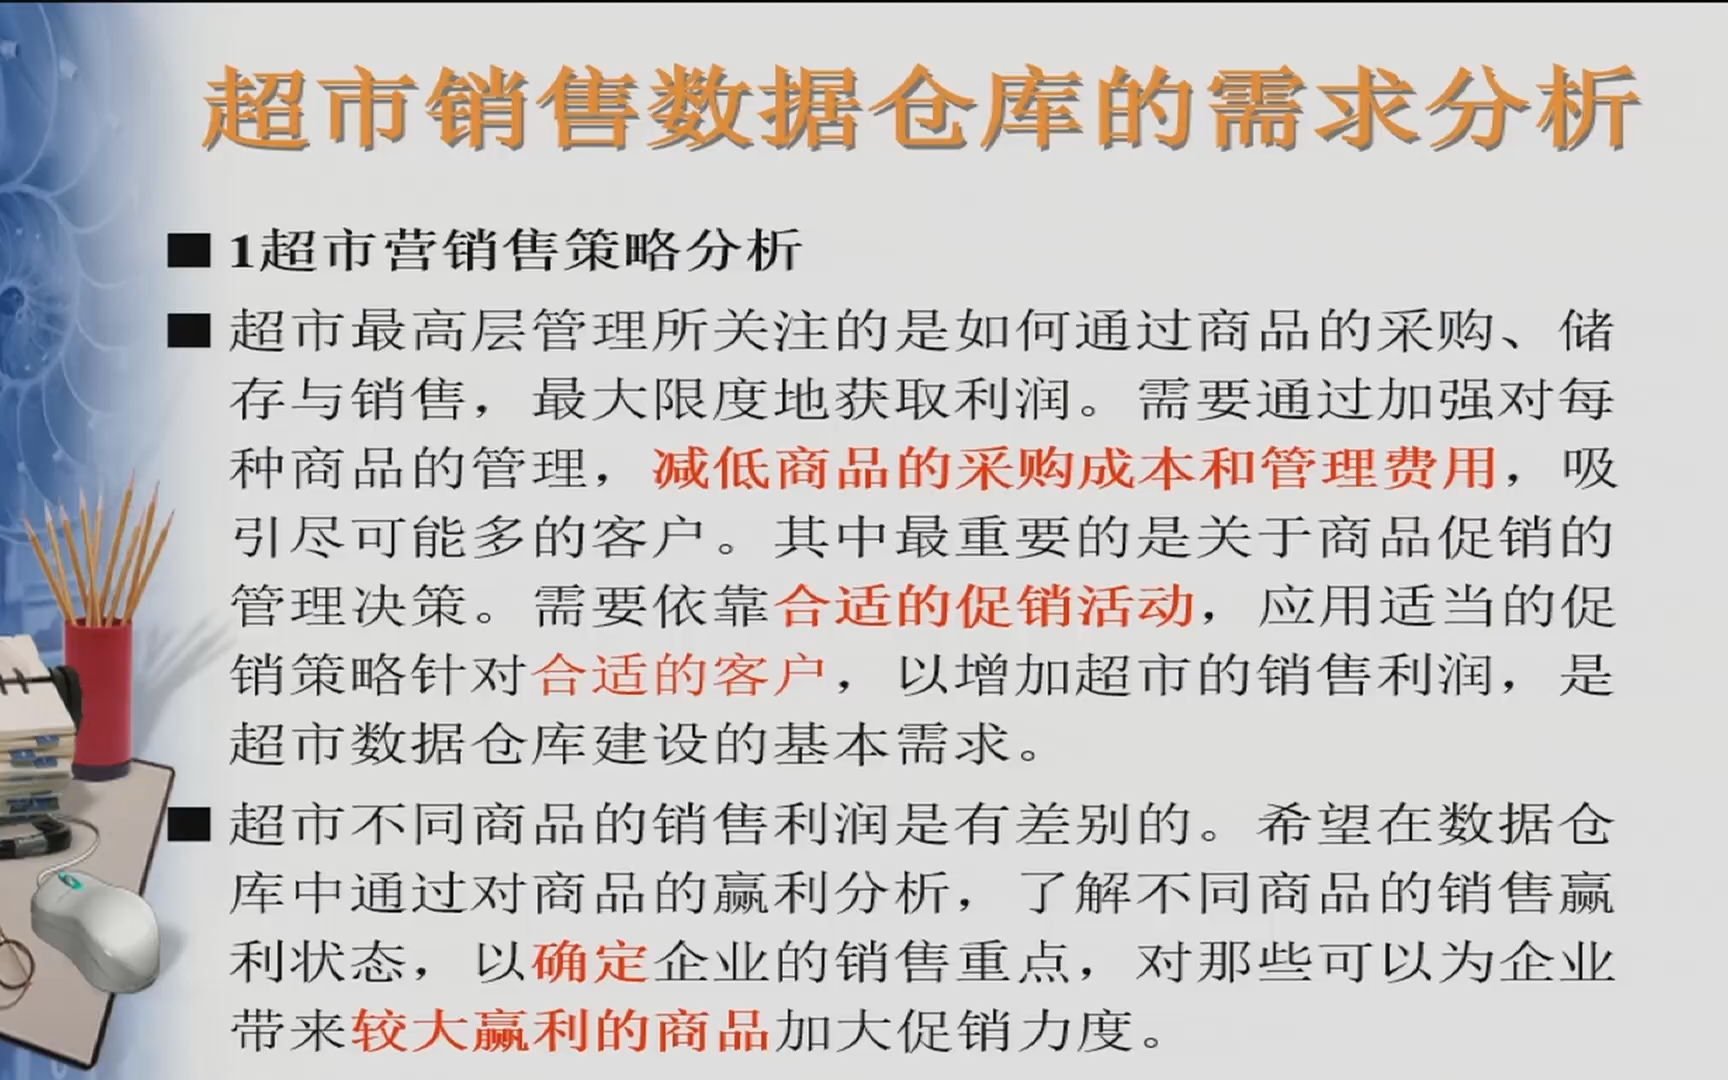 超市销售数据仓库的需求分析
■ 1超市营销售策略分析
■ 超市最高层管理所关注的是如何通过商品的采购、储
存与销售，最大限度地获取利润。需要通过加强对每
种商品的管理，减低商品的采购成本和管理费用，吸
引尽可能多的客户。其中最重要的是关于商品促销的
管理决策。需要依靠合适的促销活动，应用适当的促
销策略针对合适的客户，以增加超市的销售利润，是
超市数据仓库建设的基本需求。
■ 超市不同商品的销售利润是有差别的。希望在数据仓
库中通过对商品的赢利分析，了解不同商品的销售赢
利状态，以确定企业的销售重点，对那些可以为企业
带来较大赢利的商品加大促销力度。